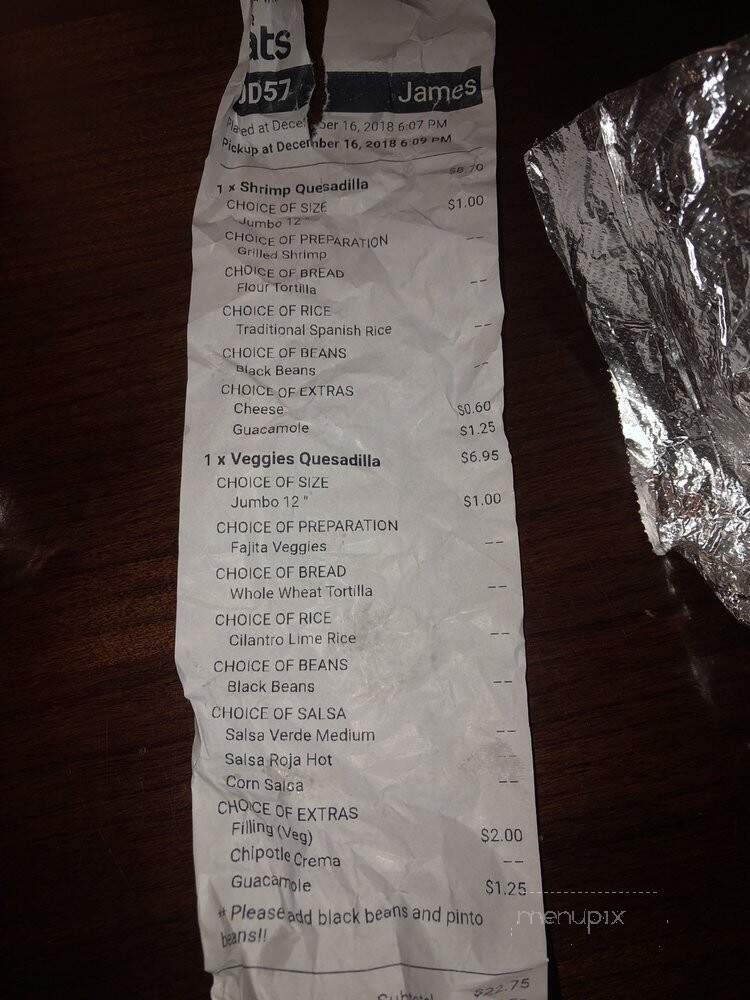 ats
D57 James
Placed at December 16, 2018 6:07 PM
Pickup at December 16, 2018 6:09 PM
1 x Shrimp Quesadilla
CHOICE OF SIZE $1.00
Jumbo 12"
CHOICE OF PREPARATION --
Grilled Shrimp
CHOICE OF BREAD
Flour Tortilla --
CHOICE OF RICE
Traditional Spanish Rice --
CHOICE OF BEANS
Black Beans --
CHOICE OF EXTRAS
Cheese $0.60
Guacamole $1.25
1 x Veggies Quesadilla $6.95
CHOICE OF SIZE
Jumbo 12 " $1.00
CHOICE OF PREPARATION
Fajita Veggies --
CHOICE OF BREAD
Whole Wheat Tortilla --
CHOICE OF RICE
Cilantro Lime Rice --
CHOICE OF BEANS
Black Beans --
CHOICE OF SALSA
Salsa Verde Medium --
Salsa Roja Hot --
Corn Salsa --
CHOICE OF EXTRAS
Filling (Veg) $2.00
Chipotle Crema --
Guacamole $1.25
* Please add black beans and pinto
beans!!
Subtotal $22.75
menupix